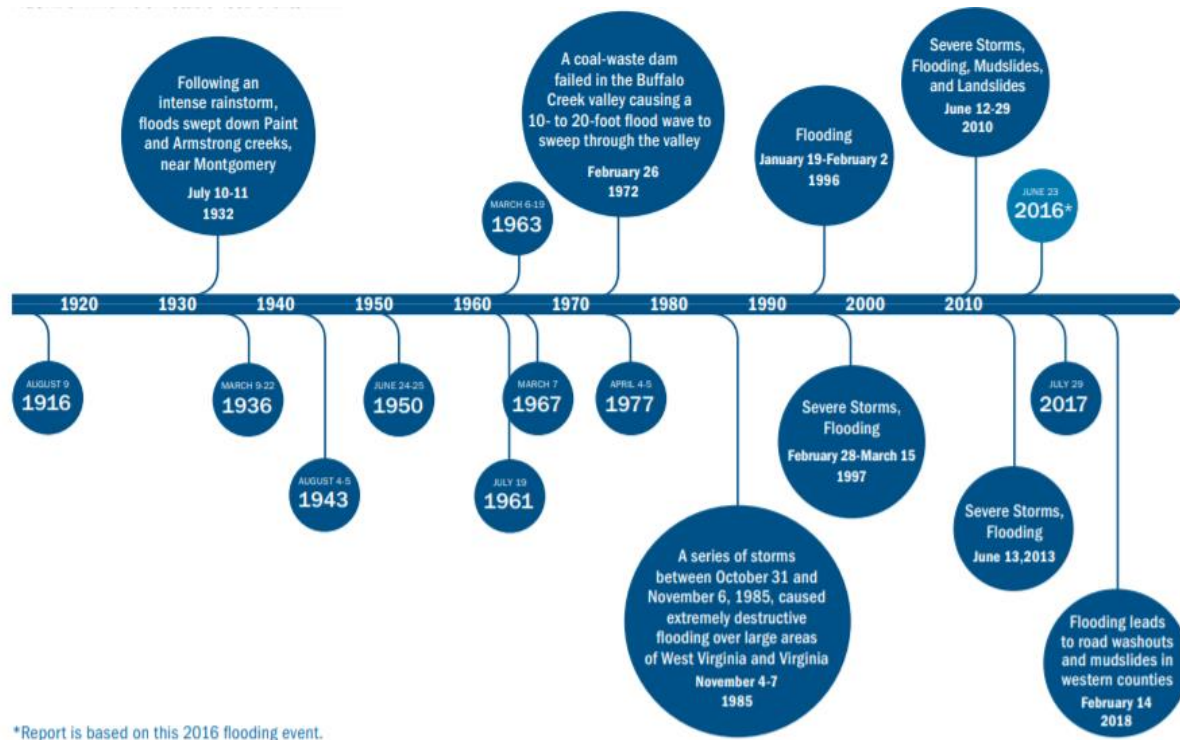 Following an
intense rainstorm,
floods swept down Paint
and Armstrong creeks,
near Montgomery
July 10-11
1932
MARCH 6-19
1963
A coal-waste dam
failed in the Buffalo
Creek valley causing a
10- to 20-foot flood wave to
sweep through the valley
February 26
1972
Flooding
January 19-February 2
1996
Severe Storms,
Flooding, Mudslides,
and Landslides
June 12-29
2010
JUNE 23
2016*
1920 1930 1940 1950 1960 1970 1980 1990 2000 2010
AUGUST 9
1916
MARCH 9-22
1936
AUGUST 4-5
1943
JUNE 24-25
1950
JULY 19
1961
MARCH 7
1967
APRIL 4-5
1977
A series of storms
between October 31 and
November 6, 1985, caused
extremely destructive
flooding over large areas
of West Virginia and Virginia
November 4-7
1985
Severe Storms,
Flooding
February 28-March 15
1997
Severe Storms,
Flooding
June 13,2013
JULY 29
2017
Flooding leads
to road washouts
and mudslides in
western counties
February 14
2018
*Report is based on this 2016 flooding event.